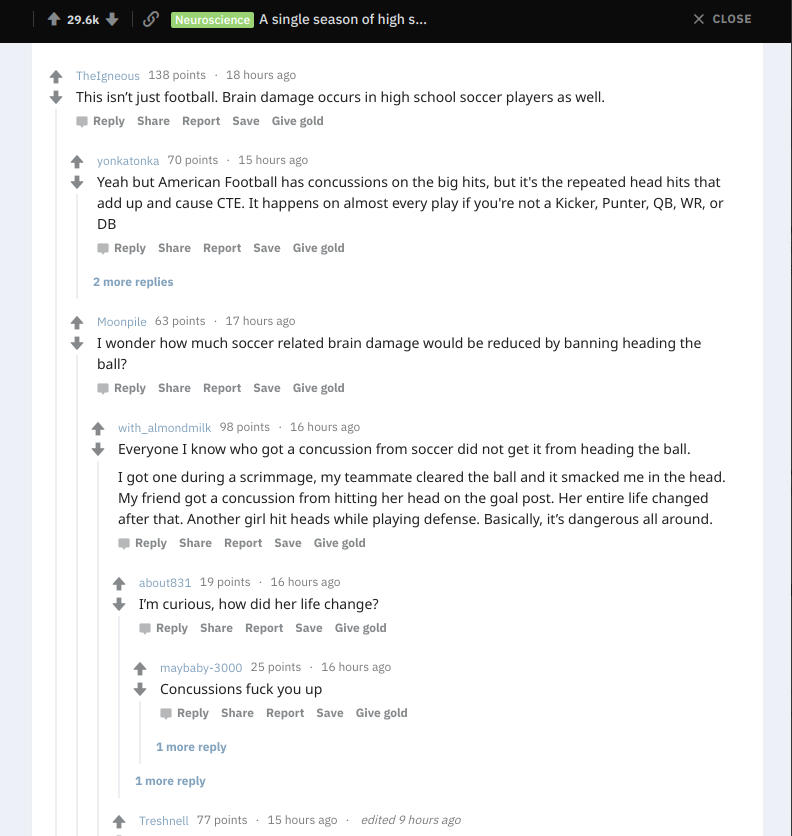 29.6k Neuroscience A single season of high s... CLOSE
TheIgneous 138 points · 18 hours ago
This isn’t just football. Brain damage occurs in high school soccer players as well.
Reply Share Report Save Give gold
yonkatonka 70 points · 15 hours ago
Yeah but American Football has concussions on the big hits, but it's the repeated head hits that
add up and cause CTE. It happens on almost every play if you're not a Kicker, Punter, QB, WR, or
DB
Reply Share Report Save Give gold
2 more replies
Moonpile 63 points · 17 hours ago
I wonder how much soccer related brain damage would be reduced by banning heading the
ball?
Reply Share Report Save Give gold
with_almondmilk 98 points · 16 hours ago
Everyone I know who got a concussion from soccer did not get it from heading the ball.
I got one during a scrimmage, my teammate cleared the ball and it smacked me in the head.
My friend got a concussion from hitting her head on the goal post. Her entire life changed
after that. Another girl hit heads while playing defense. Basically, it’s dangerous all around.
Reply Share Report Save Give gold
about831 19 points · 16 hours ago
I’m curious, how did her life change?
Reply Share Report Save Give gold
maybaby-3000 25 points · 16 hours ago
Concussions fuck you up
Reply Share Report Save Give gold
1 more reply
1 more reply
Treshnell 77 points · 15 hours ago · edited 9 hours ago